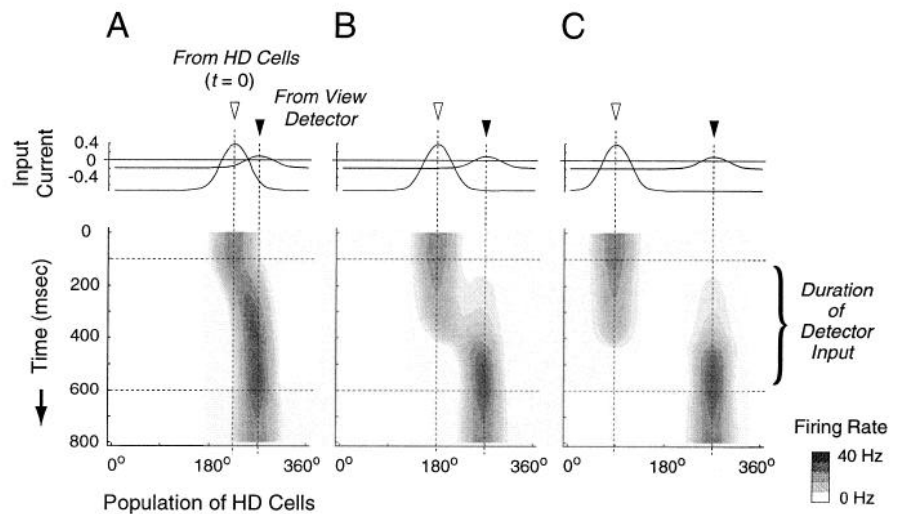 A
B
C
From HD Cells
(t = 0)
From View
Detector
Input
Current
0.4
0
-0.4
Time (msec)
0
200
400
600
800
Duration
of
Detector
Input
0° 180° 360°
0° 180° 360°
0° 180° 360°
Population of HD Cells
Firing Rate
40 Hz
0 Hz